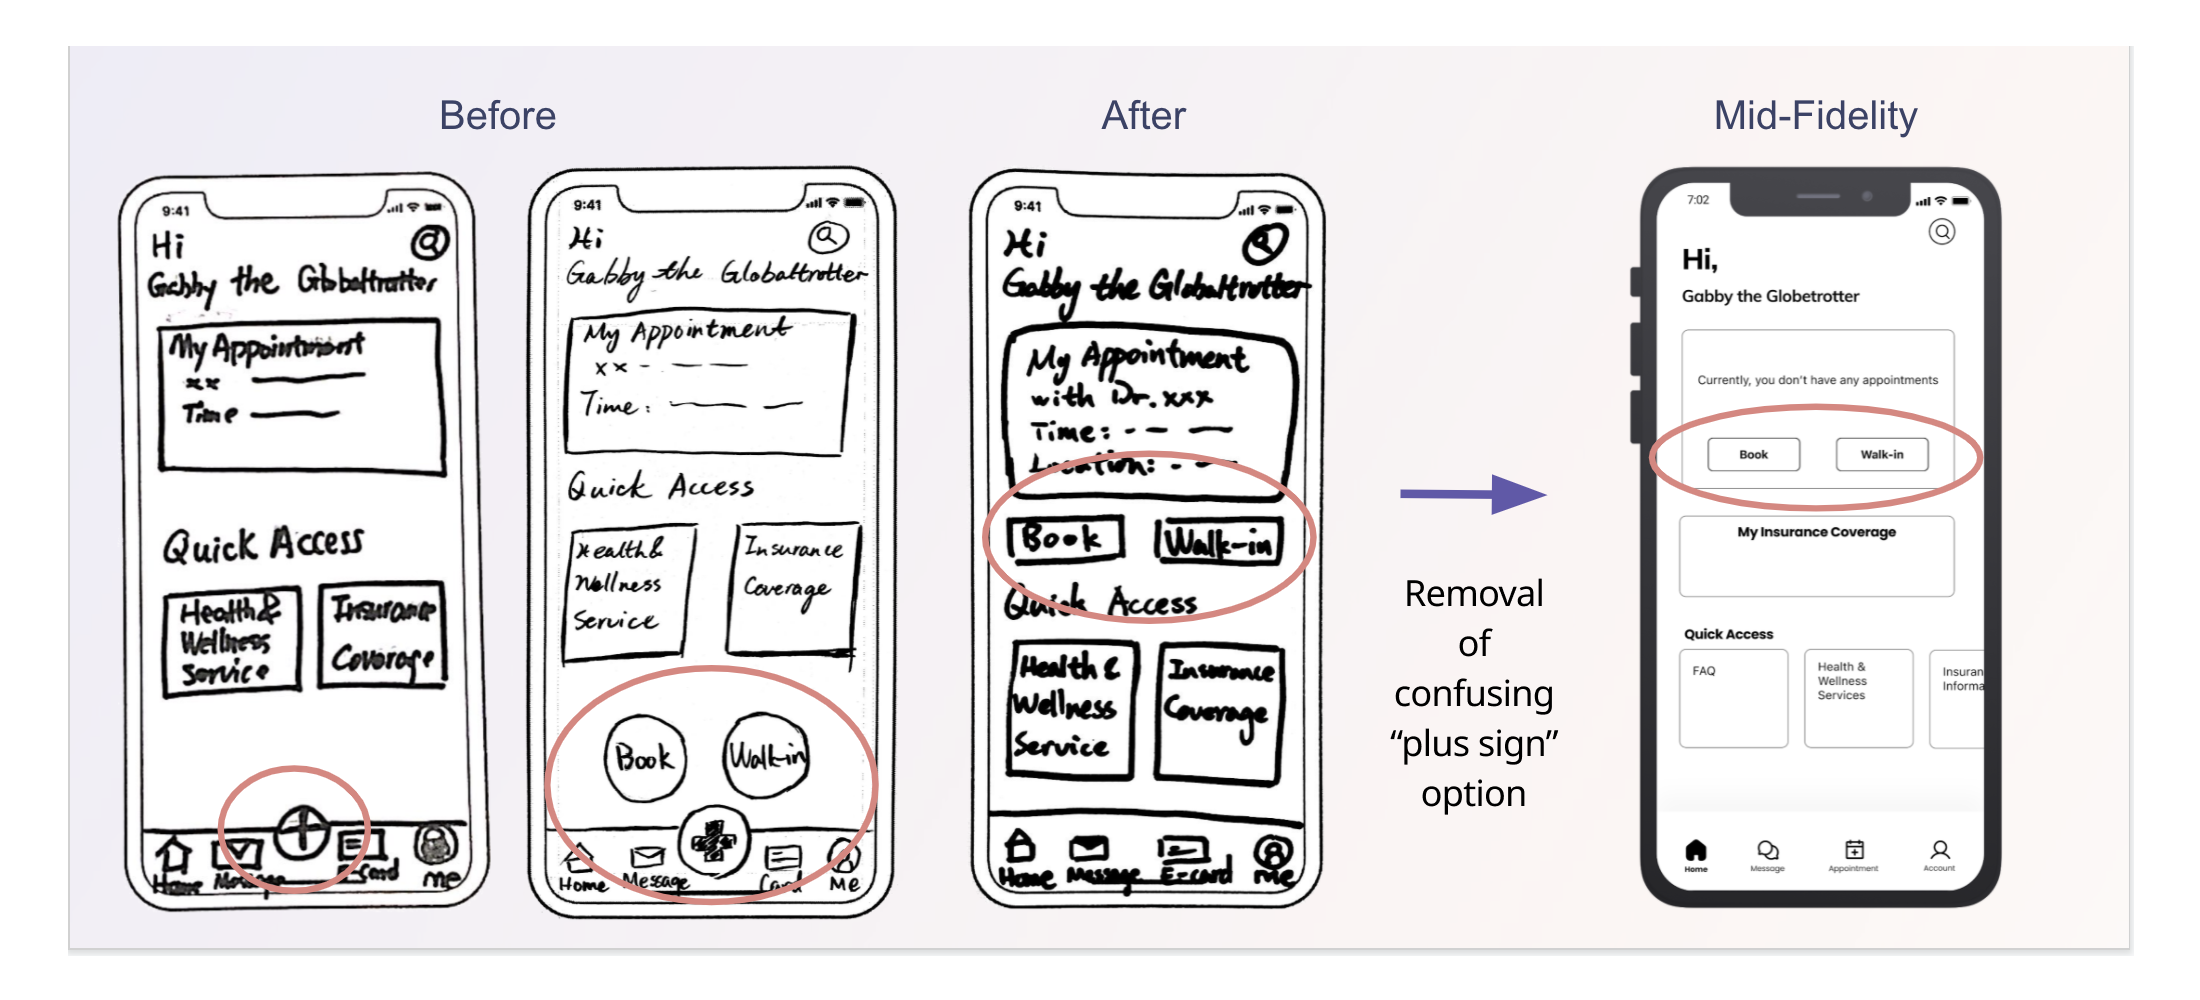 Before
After
Mid-Fidelity
9:41
Hi
Gabby the Globaltrotter
My Appointment
xx
Time
Quick Access
Health &
Wellness
Service
Insurance
Coverage
Home
Message
E-card
me
9:41
Hi
Gabby the Globaltrotter
My Appointment
xx
Time:
Quick Access
Health &
Wellness
Service
Insurance
Coverage
Book
Walk-in
Home
Message
Card
Me
9:41
Hi
Gabby the Globaltrotter
My Appointment
with Dr. xxx
Time:
Location:
Book
Walk-in
Quick Access
Health &
Wellness
Service
Insurance
Coverage
Home
Message
E-card
me
Removal
of
confusing
“plus sign”
option
7:02
Hi,
Gabby the Globetrotter
Currently, you don’t have any appointments
Book
Walk-in
My Insurance Coverage
Quick Access
FAQ
Health &
Wellness
Services
Insuran
Informa
Home
Message
Appointment
Account